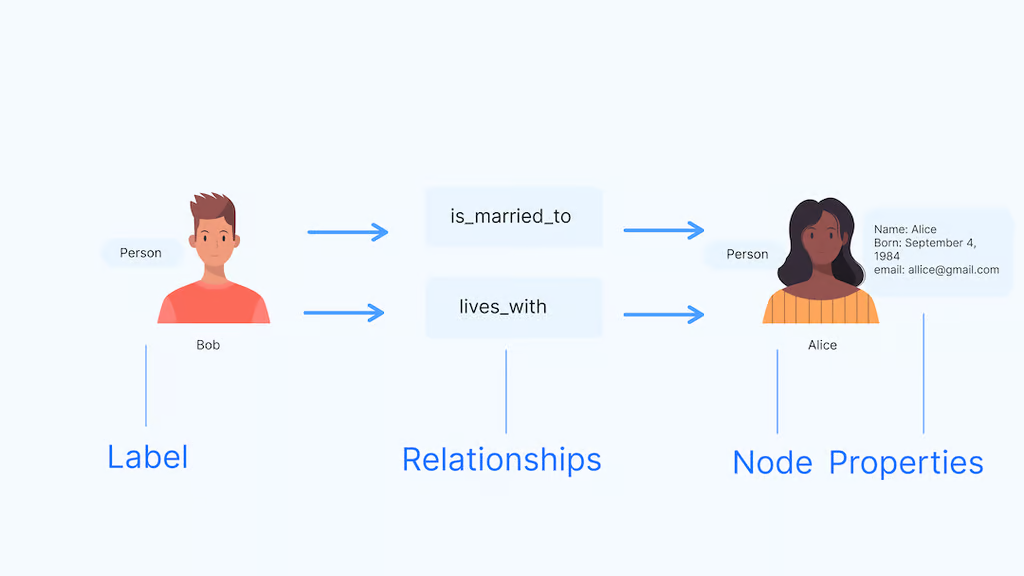 is_married_to
Person
Person
Name: Alice
Born: September 4,
1984
email: allice@gmail.com
lives_with
Bob
Alice
Label
Relationships
Node
Properties